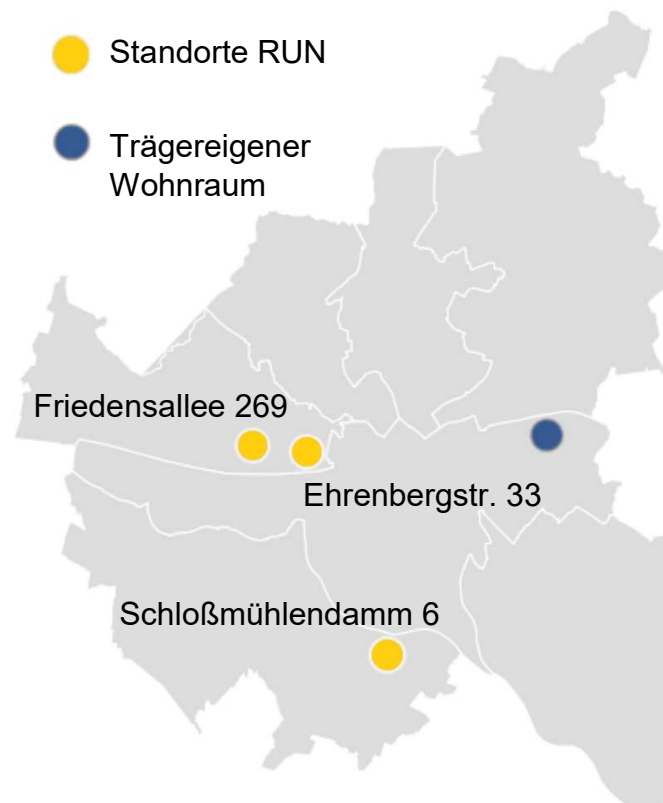 Standorte RUN
Trägereigener
Wohnraum
Friedensallee 269
Ehrenbergstr. 33
Schloßmühlendamm 6